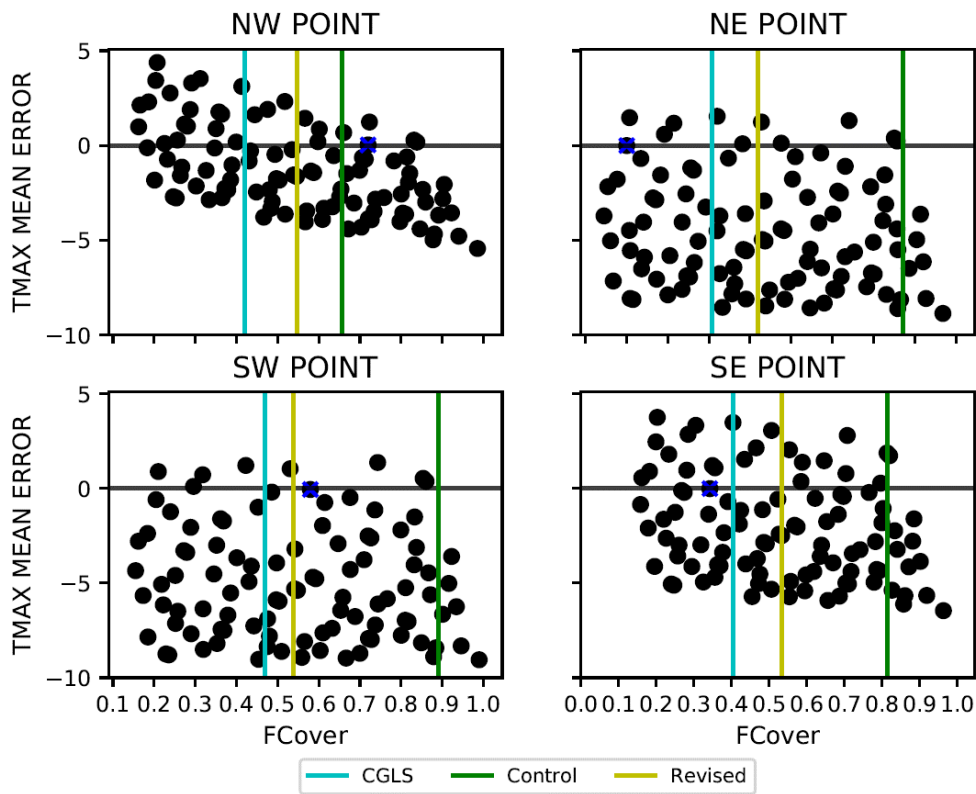 NW POINT
NE POINT
5
0
−5
−10
TMAX MEAN ERROR
SW POINT
SE POINT
5
0
−5
−10
TMAX MEAN ERROR
0.1 0.2 0.3 0.4 0.5 0.6 0.7 0.8 0.9 1.0
0.0 0.1 0.2 0.3 0.4 0.5 0.6 0.7 0.8 0.9 1.0
FCover
FCover
CGLS Control Revised